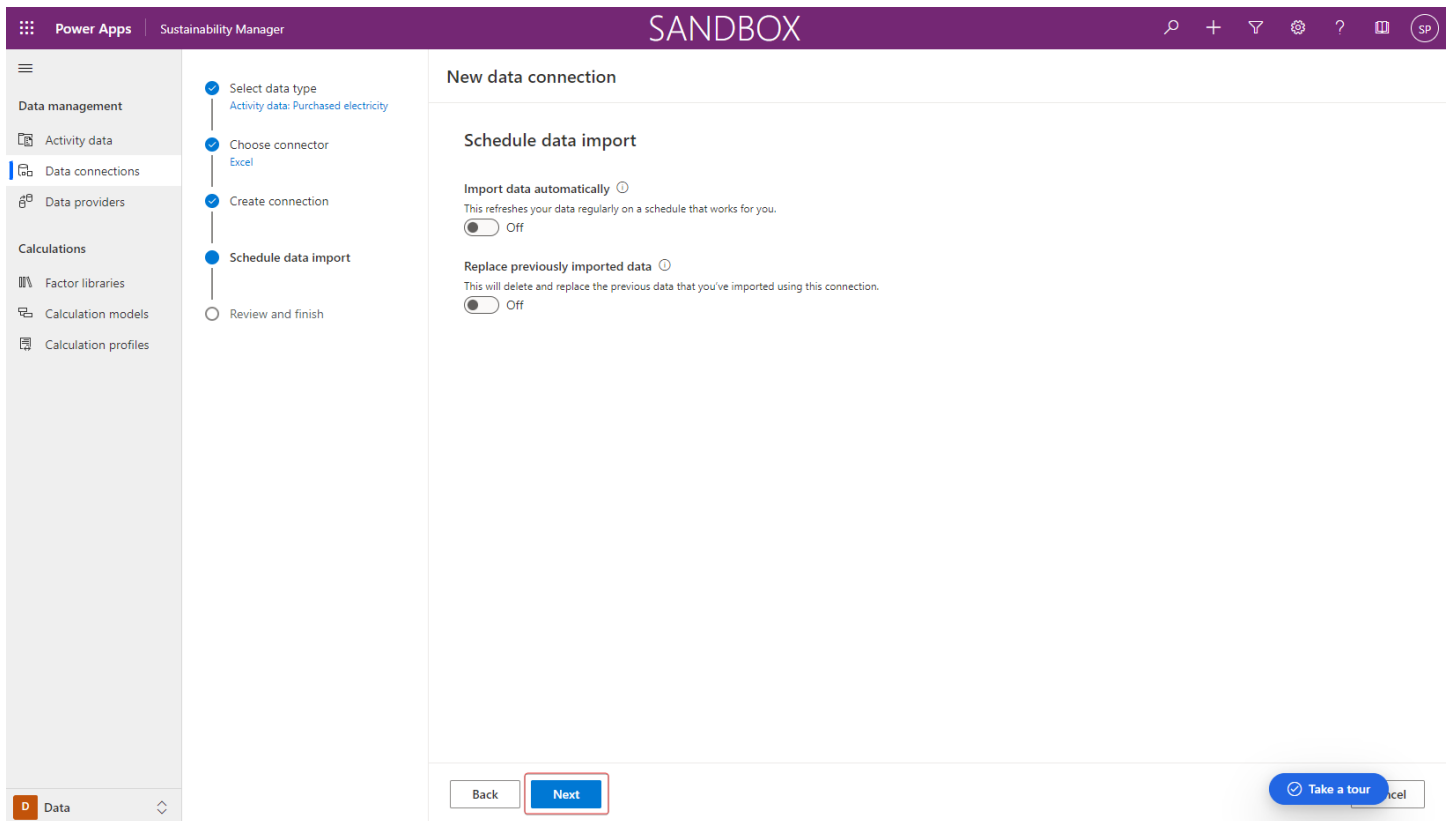 Power Apps
Sustainability Manager
SANDBOX
?
SP
Data management
Activity data
Data connections
Data providers
Calculations
Factor libraries
Calculation models
Calculation profiles
D
Data
Select data type
Activity data: Purchased electricity
Choose connector
Excel
Create connection
Schedule data import
Review and finish
New data connection
Schedule data import
Import data automatically
This refreshes your data regularly on a schedule that works for you.
Off
Replace previously imported data
This will delete and replace the previous data that you've imported using this connection.
Off
Back
Next
Take a tour